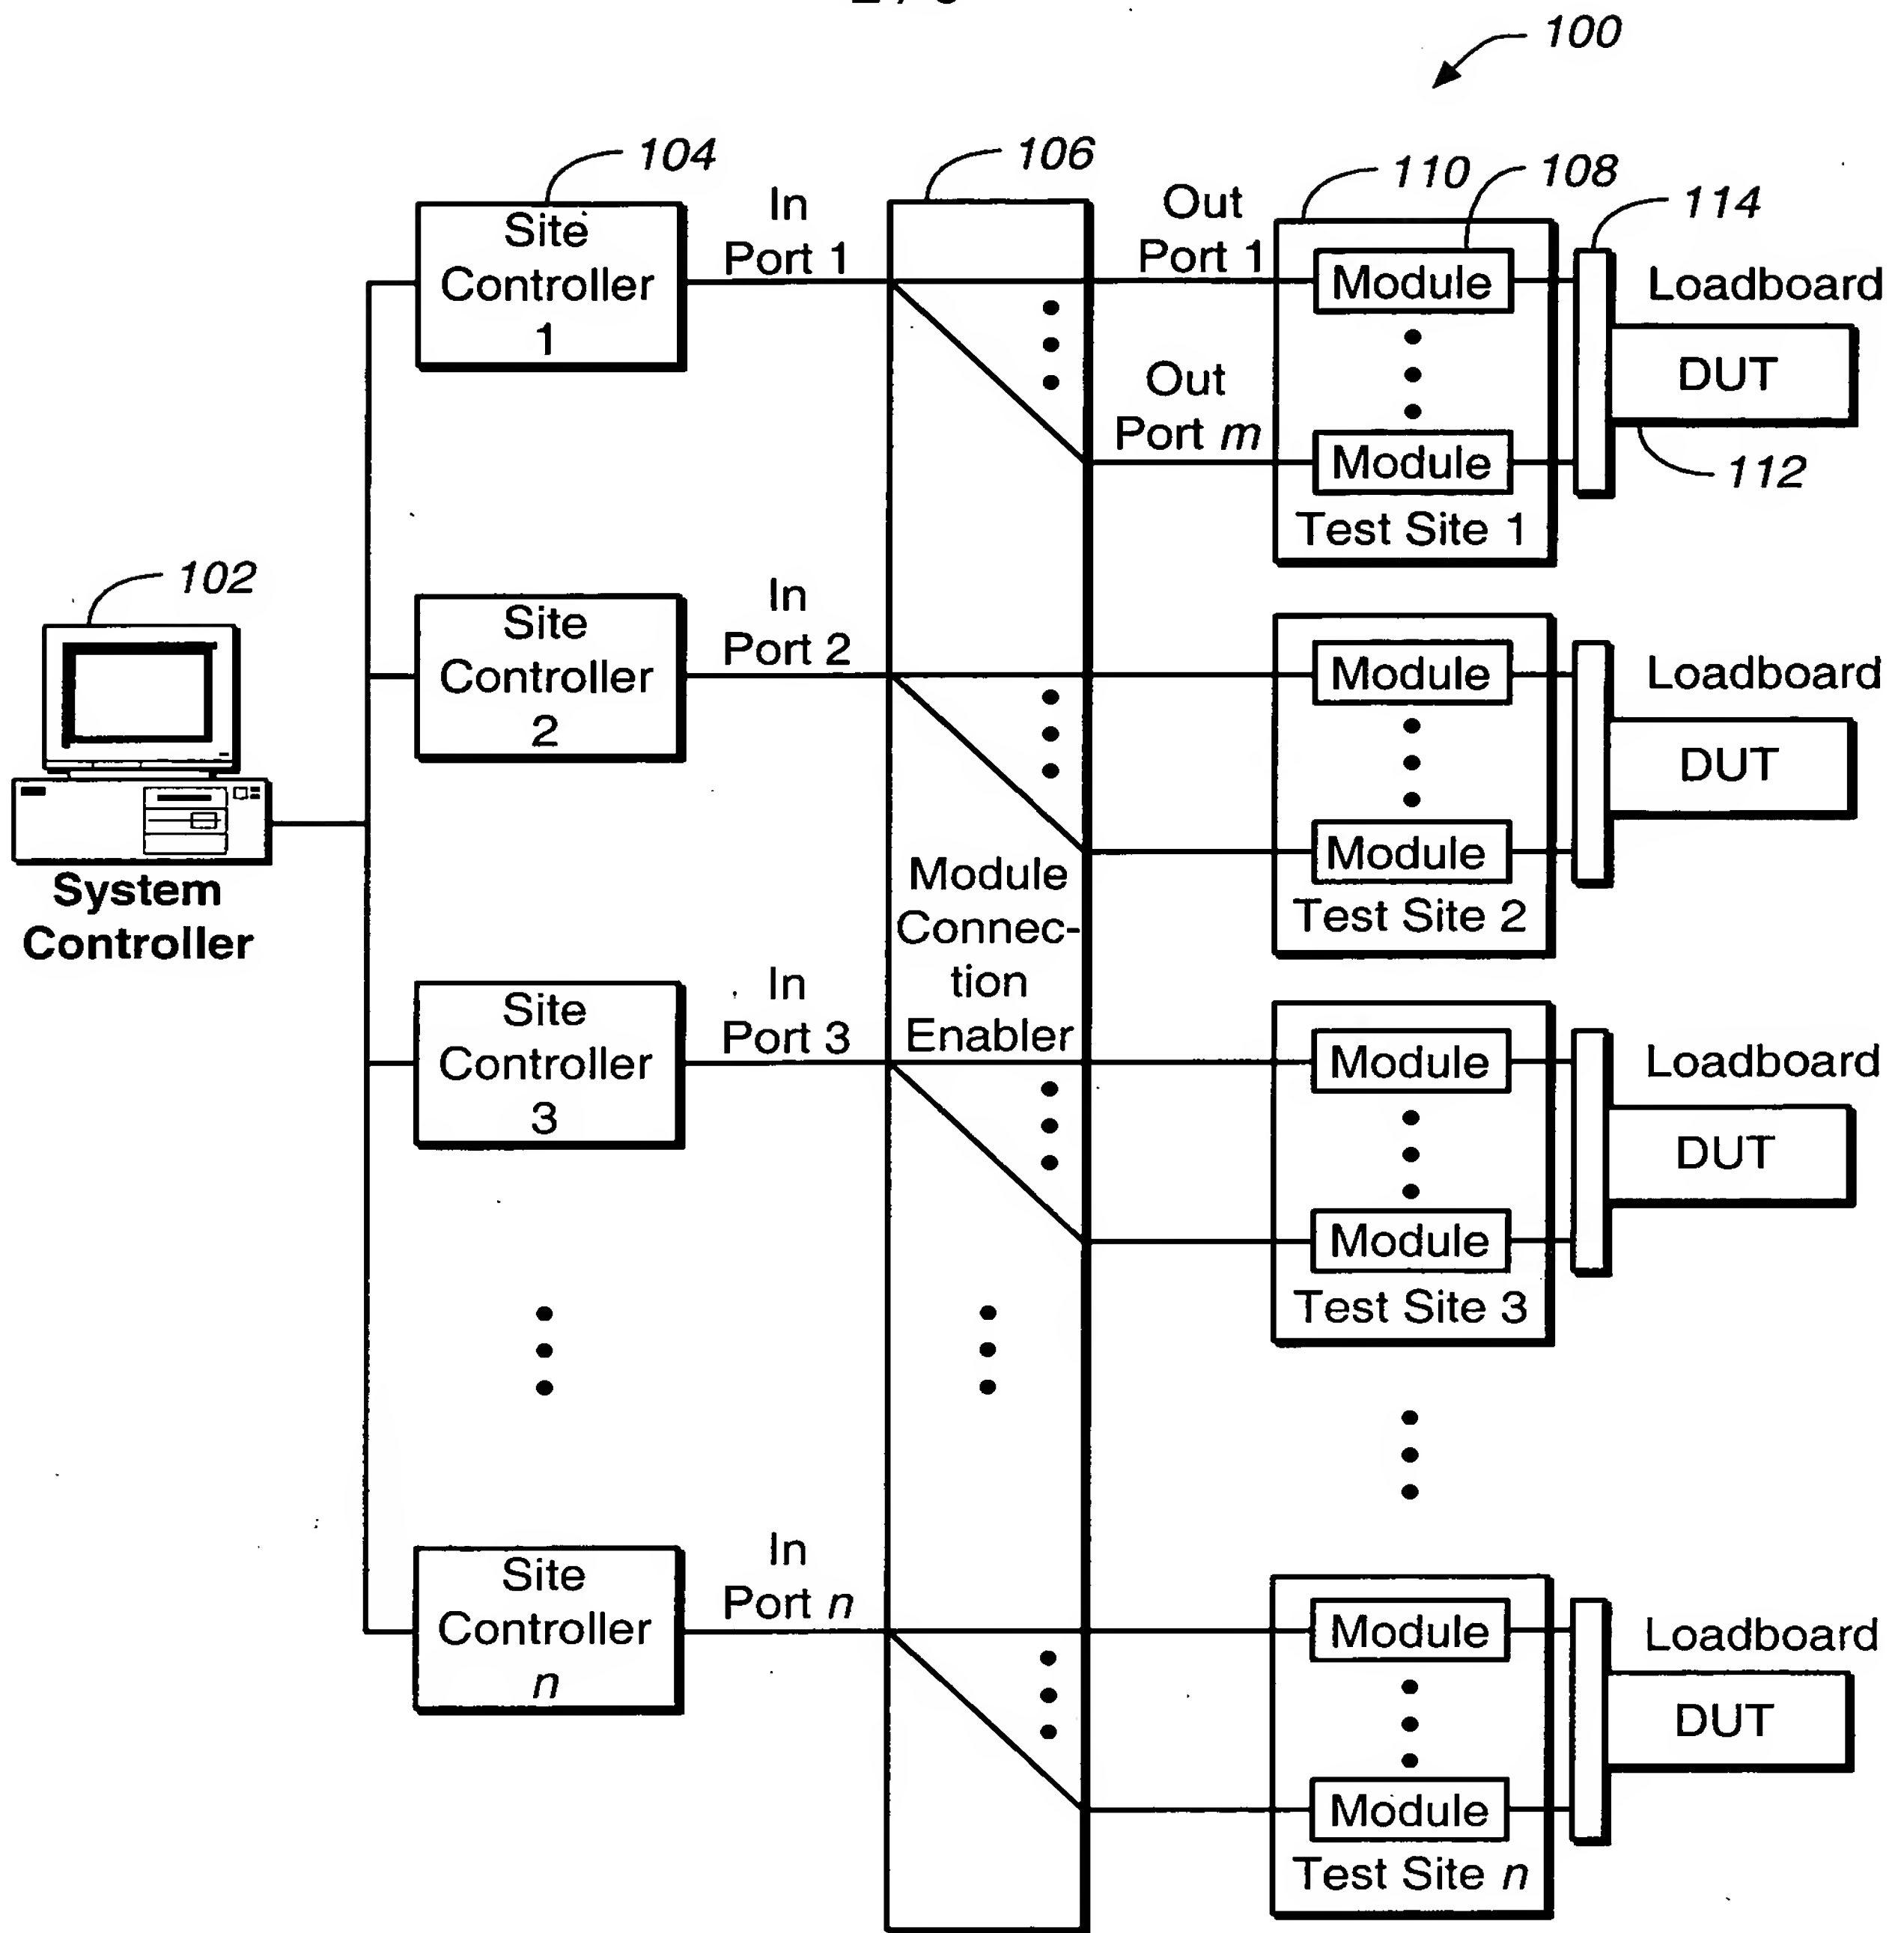 100
104
106
110
108
114
Site
Controller
1
In
Port 1
Out
Port 1
Module
Loadboard
DUT
Out
Port m
Module
112
Test Site 1
102
System
Controller
Site
Controller
2
In
Port 2
Module
Loadboard
DUT
Module
Test Site 2
Module
Connec-
tion
Enabler
Site
Controller
3
In
Port 3
Module
Loadboard
DUT
Module
Test Site 3
Site
Controller
n
In
Port n
Module
Loadboard
DUT
Module
Test Site n